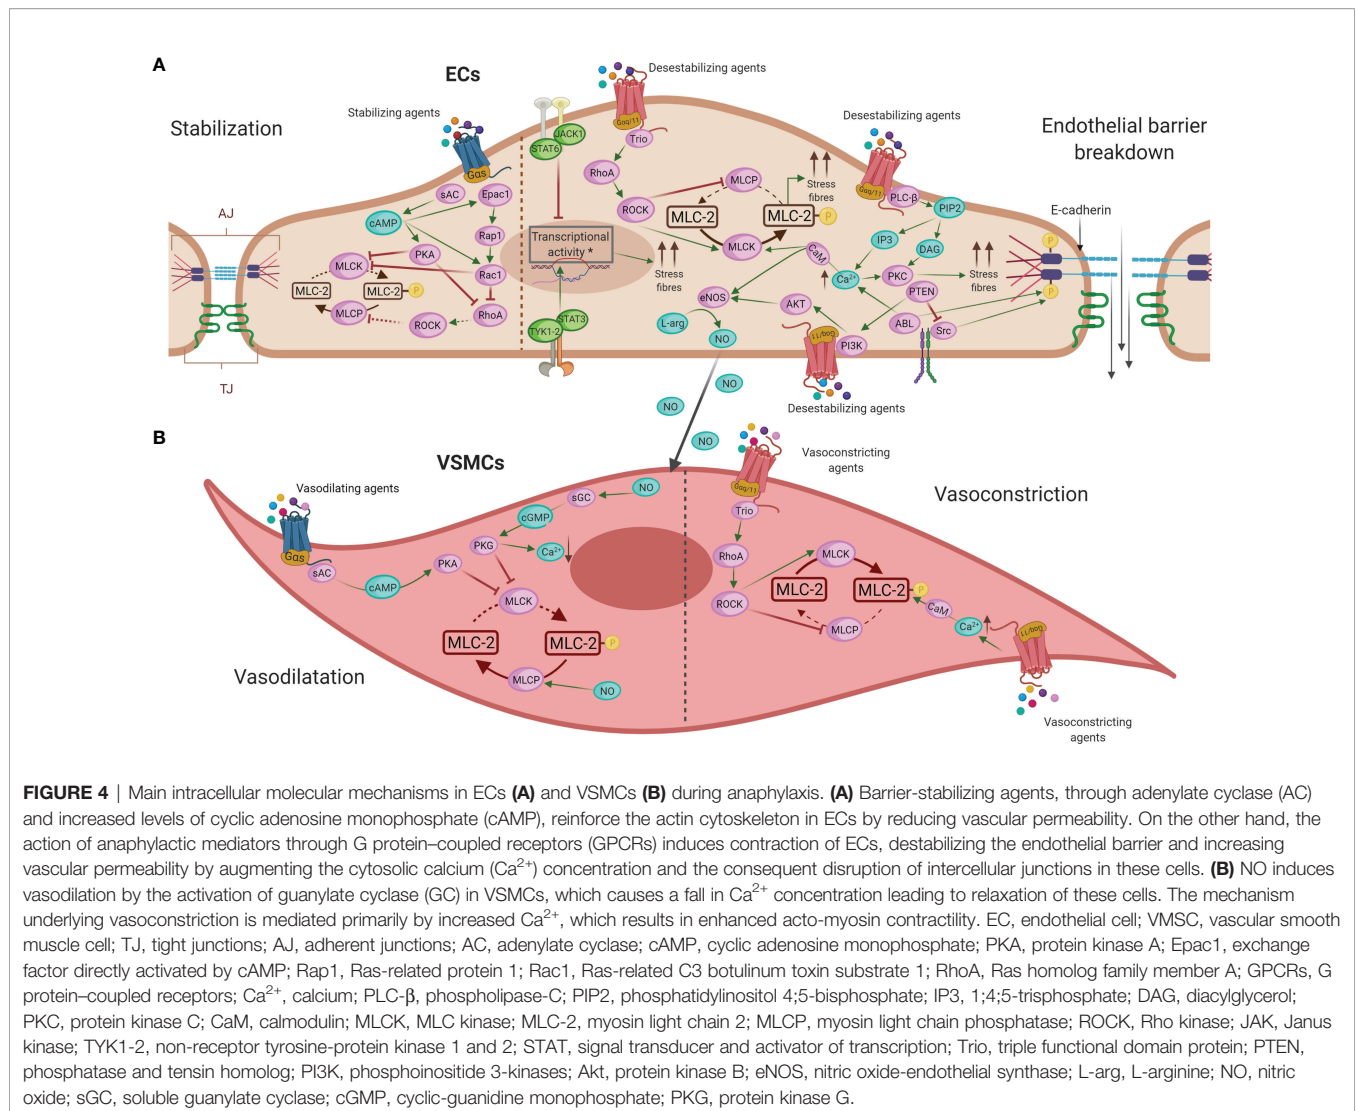 A
ECs
Desestabilizing agents
Stabilizing agents
Desestabilizing agents
Stabilization
Endothelial barrier
breakdown
Gαq/11
JACK1
STAT6
Trio
Gas
Gαq/11
RhoA
MLCP
Stress
fibres
sAC
Epac1
PLC-β
PIP2
E-cadherin
AJ
cAMP
ROCK
MLC-2
MLC-2
P
Rap1
Transcriptional
activity *
MLCK
CaM
IP3
DAG
P
PKA
MLCK
Rac1
Stress
fibres
Ca2+
PKC
Stress
fibres
MLC-2
MLC-2
P
eNOS
AKT
PTEN
P
MLCP
ROCK
RhoA
TYK1-2
STAT3
L-arg
NO
Gαq/11
PI3K
ABL
Src
TJ
NO
NO
Desestabilizing agents
B
NO
VSMCs
Vasoconstricting
agents
Vasodilating agents
NO
sGC
Gαq/11
Vasoconstriction
cGMP
Trio
Gas
PKG
Ca2+
RhoA
MLCK
sAC
PKA
cAMP
MLCK
ROCK
MLC-2
MLC-2
P
CaM
MLCP
Ca2+
Gαq/11
MLC-2
MLC-2
P
Vasodilatation
MLCP
NO
Vasoconstricting
agents
FIGURE 4 | Main intracellular molecular mechanisms in ECs (A) and VSMCs (B) during anaphylaxis. (A) Barrier-stabilizing agents, through adenylate cyclase (AC)
and increased levels of cyclic adenosine monophosphate (cAMP), reinforce the actin cytoskeleton in ECs by reducing vascular permeability. On the other hand, the
action of anaphylactic mediators through G protein–coupled receptors (GPCRs) induces contraction of ECs, destabilizing the endothelial barrier and increasing
vascular permeability by augmenting the cytosolic calcium (Ca2+) concentration and the consequent disruption of intercellular junctions in these cells. (B) NO induces
vasodilation by the activation of guanylate cyclase (GC) in VSMCs, which causes a fall in Ca2+ concentration leading to relaxation of these cells. The mechanism
underlying vasoconstriction is mediated primarily by increased Ca2+, which results in enhanced acto-myosin contractility. EC, endothelial cell; VMSC, vascular smooth
muscle cell; TJ, tight junctions; AJ, adherent junctions; AC, adenylate cyclase; cAMP, cyclic adenosine monophosphate; PKA, protein kinase A; Epac1, exchange
factor directly activated by cAMP; Rap1, Ras-related protein 1; Rac1, Ras-related C3 botulinum toxin substrate 1; RhoA, Ras homolog family member A; GPCRs, G
protein–coupled receptors; Ca2+, calcium; PLC-β, phospholipase-C; PIP2, phosphatidylinositol 4;5-bisphosphate; IP3, 1;4;5-trisphosphate; DAG, diacylglycerol;
PKC, protein kinase C; CaM, calmodulin; MLCK, MLC kinase; MLC-2, myosin light chain 2; MLCP, myosin light chain phosphatase; ROCK, Rho kinase; JAK, Janus
kinase; TYK1-2, non-receptor tyrosine-protein kinase 1 and 2; STAT, signal transducer and activator of transcription; Trio, triple functional domain protein; PTEN,
phosphatase and tensin homolog; PI3K, phosphoinositide 3-kinases; Akt, protein kinase B; eNOS, nitric oxide-endothelial synthase; L-arg, L-arginine; NO, nitric
oxide; sGC, soluble guanylate cyclase; cGMP, cyclic-guanidine monophosphate; PKG, protein kinase G.